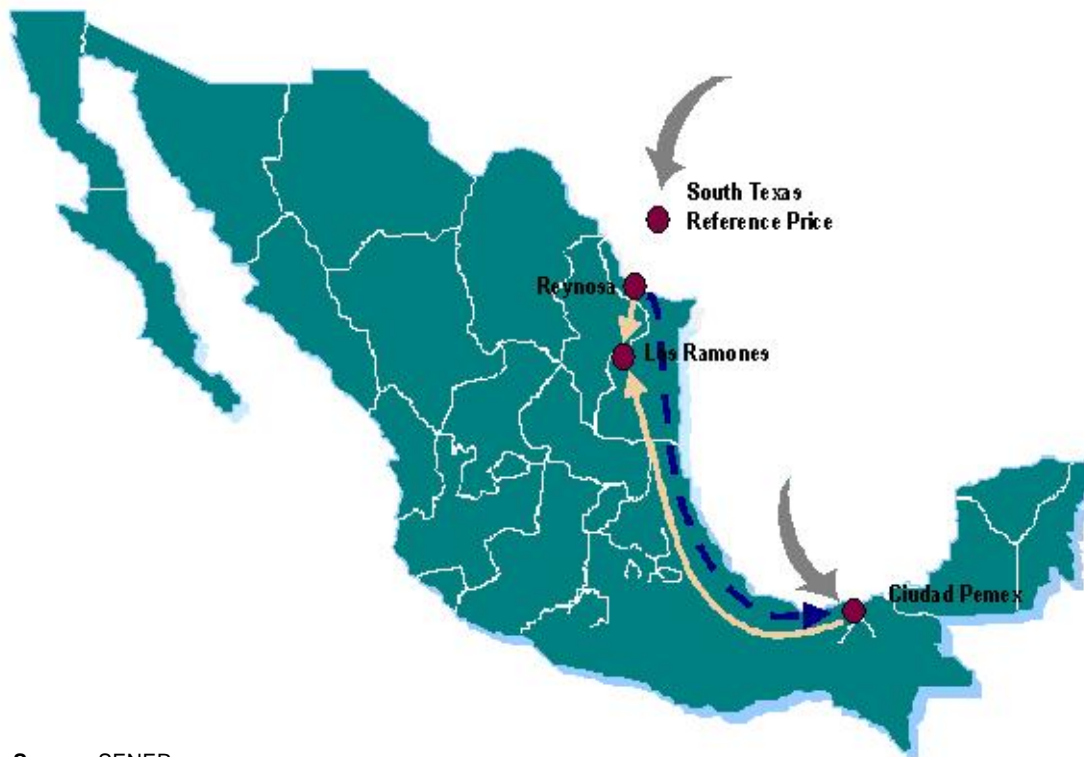 South Texas
Reference Price
Reynosa
Los Ramones
Ciudad Pemex
SENER